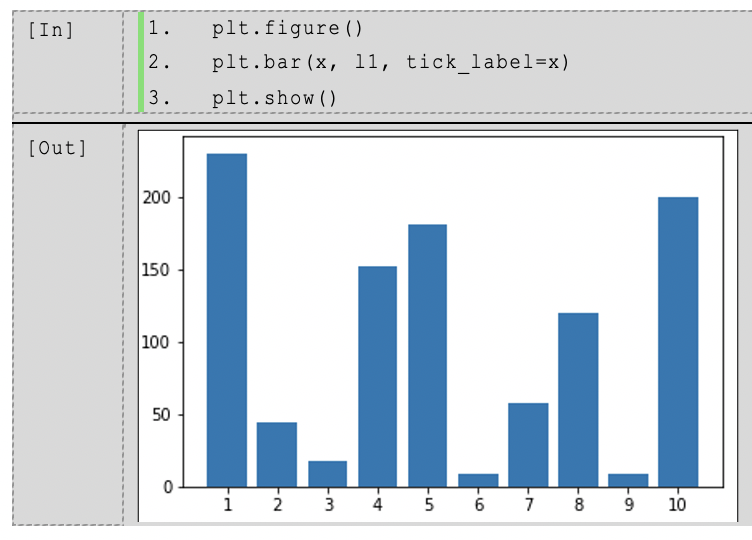 [In]
1. plt.figure()
2. plt.bar(x, l1, tick_label=x)
3. plt.show()
[Out]
200
150
100
50
0
1 2 3 4 5 6 7 8 9 10